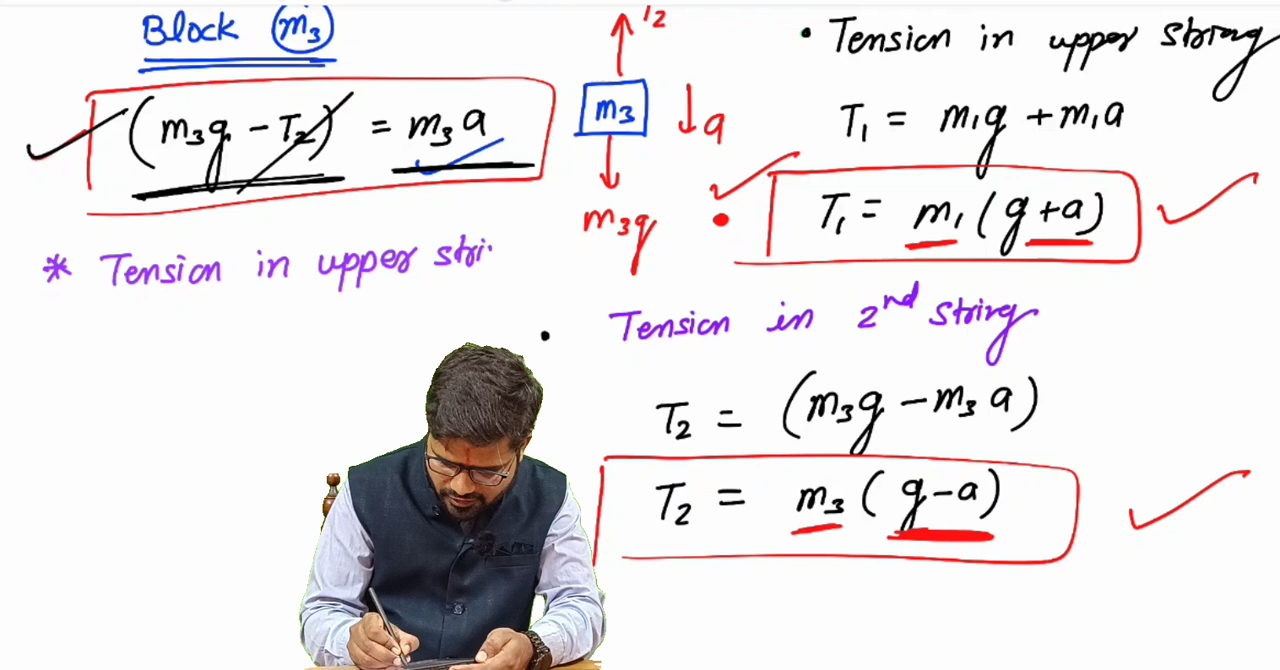 Block (m₃)
(m₃g - T₂) = m₃a
* Tension in upper stri
m₃
↓a
m₃g
• Tension in upper string
T₁ = m₁g + m₁a
• T₁ = m₁(g+a)
• Tension in 2nd string
T₂ = (m₃g - m₃a)
T₂ = m₃(g-a)